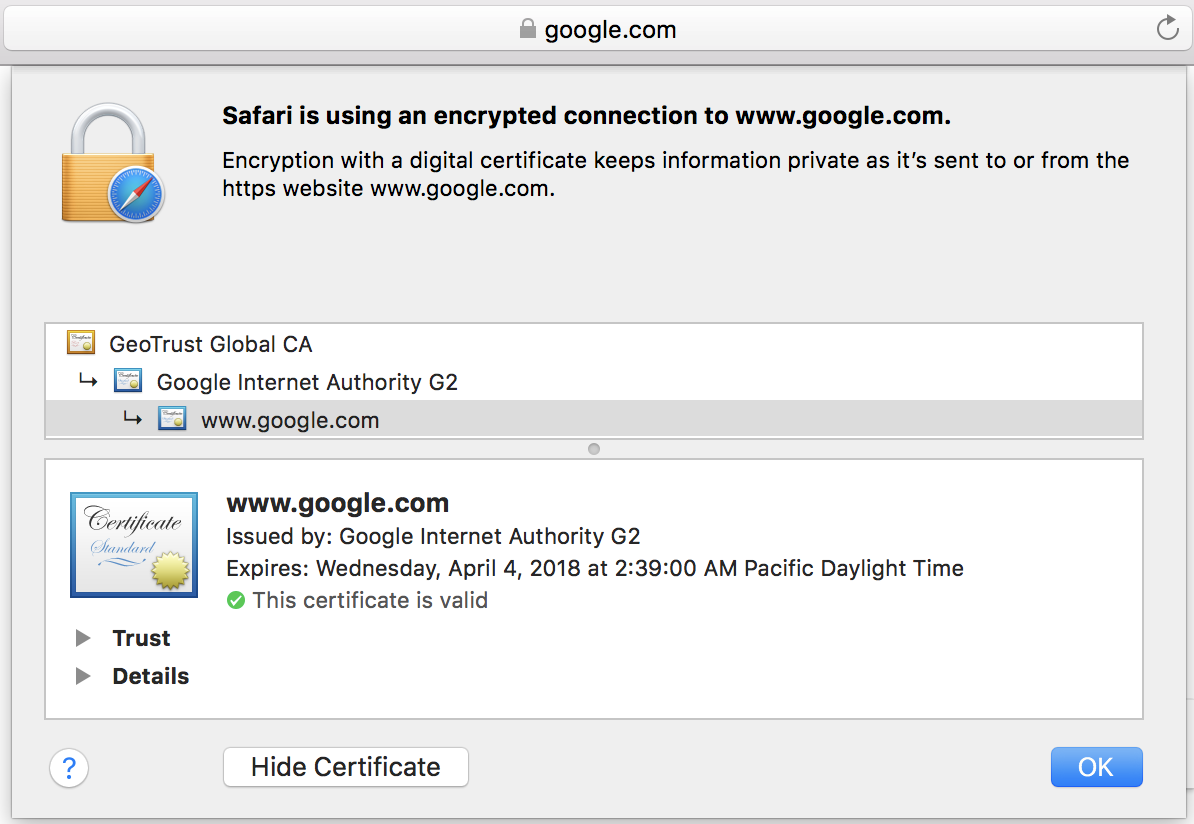 google.com
Safari is using an encrypted connection to www.google.com.
Encryption with a digital certificate keeps information private as it’s sent to or from the
https website www.google.com.
GeoTrust Global CA
Google Internet Authority G2
www.google.com
Certificate
Standard
www.google.com
Issued by: Google Internet Authority G2
Expires: Wednesday, April 4, 2018 at 2:39:00 AM Pacific Daylight Time
This certificate is valid
Trust
Details
?
Hide Certificate
OK